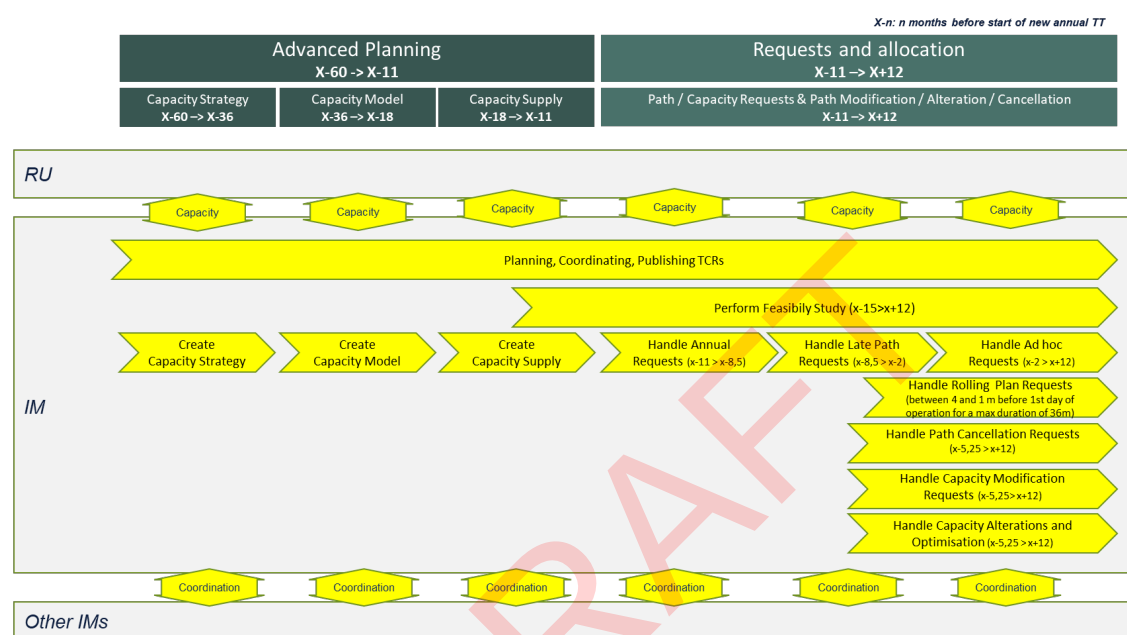 X-n: n months before start of new annual TT
Advanced Planning
X-60 -> X-11
Requests and allocation
X-11 –> X+12
Capacity Strategy
X-60 –> X-36
Capacity Model
X-36 –> X-18
Capacity Supply
X-18 –> X-11
Path / Capacity Requests & Path Modification / Alteration / Cancellation
X-11 –> X+12
RU
Capacity
Capacity
Capacity
Capacity
Capacity
Capacity
Planning, Coordinating, Publishing TCRs
Perform Feasibily Study (x-15>x+12)
Create
Capacity Strategy
Create
Capacity Model
Create
Capacity Supply
Handle Annual
Requests (x-11 > x-8,5)
Handle Late Path
Requests (x-8,5 > x-2)
Handle Ad hoc
Requests (x-2 > x+12)
Handle Rolling Plan Requests
(between 4 and 1 m before 1st day of
operation for a max duration of 36m)
IM
Handle Path Cancellation Requests
(x-5,25 > x+12)
Handle Capacity Modification
Requests (x-5,25> x+12)
Handle Capacity Alterations and
Optimisation (x-5,25 > x+12)
Coordination
Coordination
Coordination
Coordination
Coordination
Coordination
Other IMs
RAFT